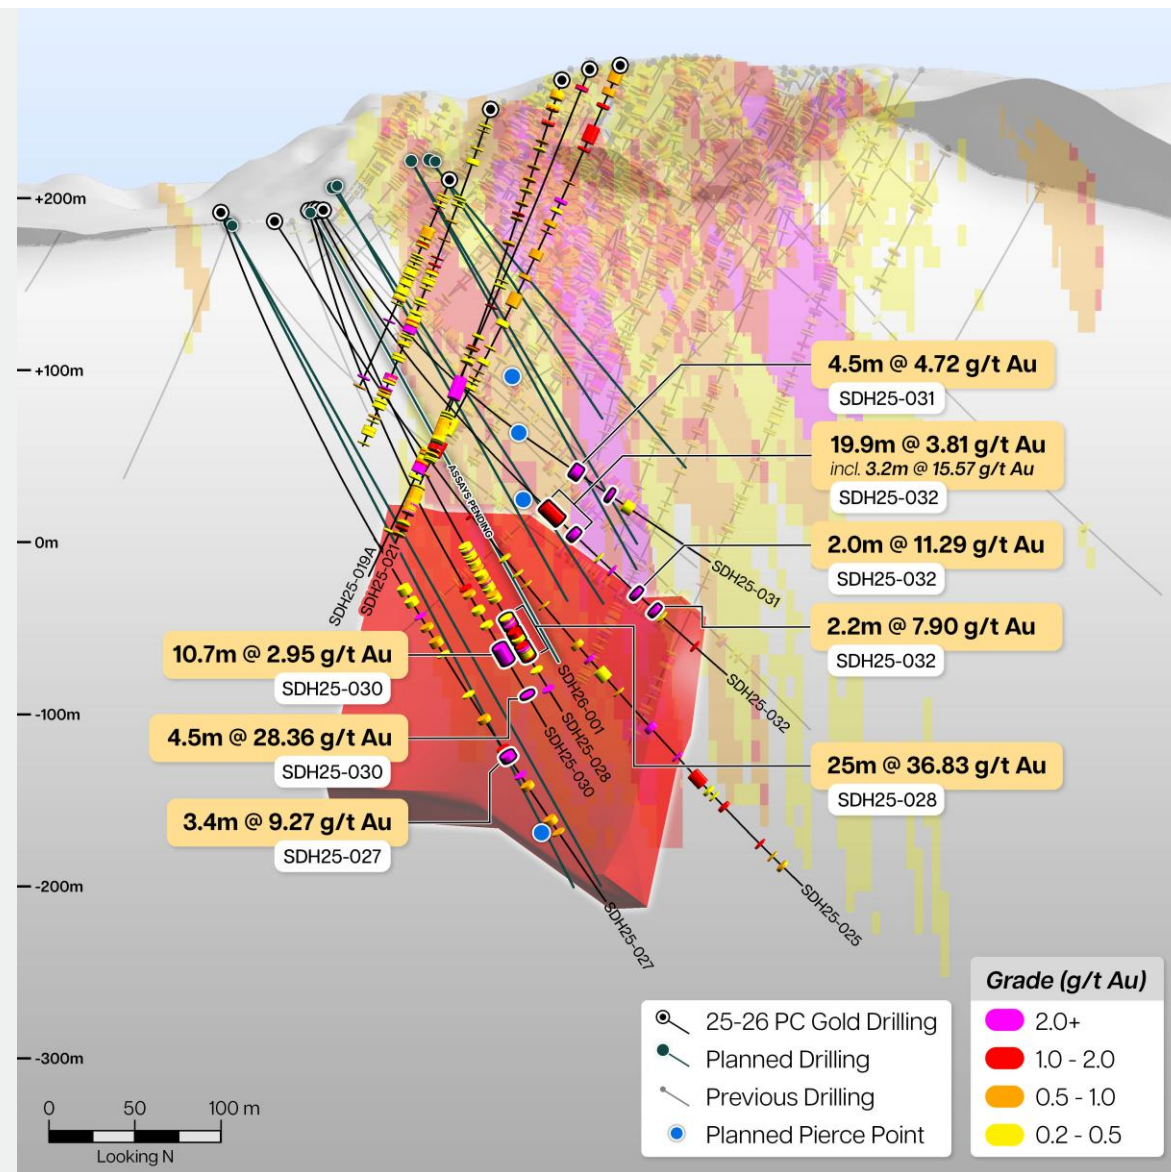 +200m
+100m
0m
-100m
-200m
-300m
4.5m @ 4.72 g/t Au
SDH25-031
19.9m @ 3.81 g/t Au
incl. 3.2m @ 15.57 g/t Au
SDH25-032
2.0m @ 11.29 g/t Au
SDH25-032
2.2m @ 7.90 g/t Au
SDH25-032
25m @ 36.83 g/t Au
SDH25-028
10.7m @ 2.95 g/t Au
SDH25-030
4.5m @ 28.36 g/t Au
SDH25-030
3.4m @ 9.27 g/t Au
SDH25-027
ASSAYS PENDING
SDH25-019A
SDH25-021
SDH25-031
SDH25-032
SDH26-001
SDH25-028
SDH25-030
SDH25-025
SDH25-027
25-26 PC Gold Drilling
Planned Drilling
Previous Drilling
Planned Pierce Point
Grade (g/t Au)
2.0+
1.0 - 2.0
0.5 - 1.0
0.2 - 0.5
0 50 100 m
Looking N